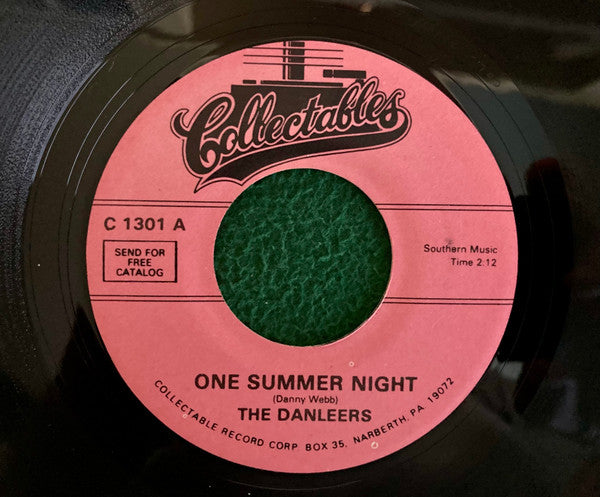 Collectables
C 1301 A
SEND FOR
FREE
CATALOG
Southern Music
Time 2.12
ONE SUMMER NIGHT
(Danny Webb)
THE DANLEERS
COLLECTABLE RECORD CORP. BOX 35, NARBERTH, PA 19072